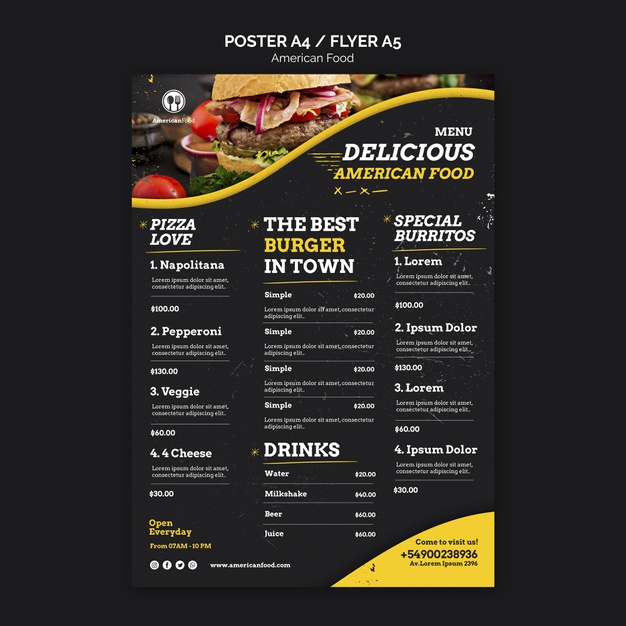 POSTER A4 / FLYER A5
American Food
AmericanFood
MENU
DELICIOUS
AMERICAN FOOD
PIZZA
LOVE
1. Napolitana
Lorem ipsum dolor sit amet,
consectetur adipiscing elit..
$100.00
2. Pepperoni
Lorem ipsum dolor sit amet,
consectetur adipiscing elit..
$130.00
3. Veggie
Lorem ipsum dolor sit amet,
consectetur adipiscing elit..
$60.00
4. 4 Cheese
Lorem ipsum dolor sit amet,
consectetur adipiscing elit..
$30.00
Open
Everyday
From 07AM - 10 PM
THE BEST
BURGER
IN TOWN
Simple $20.00
Lorem ipsum dolor sit amet, consectetur
adipiscing elit..
Simple $20.00
Lorem ipsum dolor sit amet, consectetur
adipiscing elit..
Simple $20.00
Lorem ipsum dolor sit amet, consectetur
adipiscing elit..
Simple $20.00
Lorem ipsum dolor sit amet, consectetur
adipiscing elit..
DRINKS
Water $20.00
Milkshake $40.00
Beer $60.00
Juice $60.00
www.americanfood.com
SPECIAL
BURRITOS
1. Lorem
Lorem ipsum dolor sit amet,
consectetur adipiscing elit..
$100.00
2. Ipsum Dolor
Lorem ipsum dolor sit amet,
consectetur adipiscing elit..
$130.00
3. Lorem
Lorem ipsum dolor sit amet,
consectetur adipiscing elit..
$60.00
4. Ipsum Dolor
Lorem ipsum dolor sit amet,
consectetur adipiscing elit..
$30.00
Come to visit us!
+54900238936
Av.Lorem Ipsum 2396